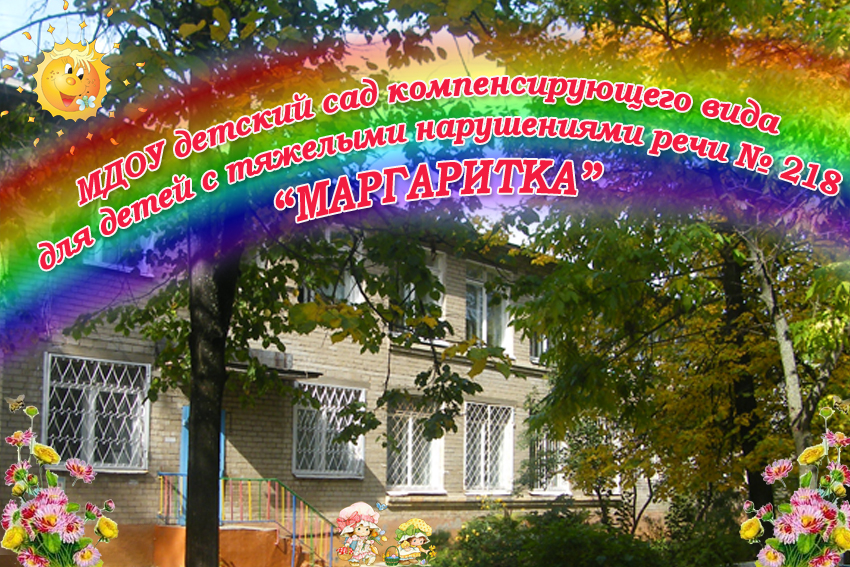 МДОУ детский сад компенсирующего вида
для детей с тяжелыми нарушениями речи № 218
“МАРГАРИТКА”